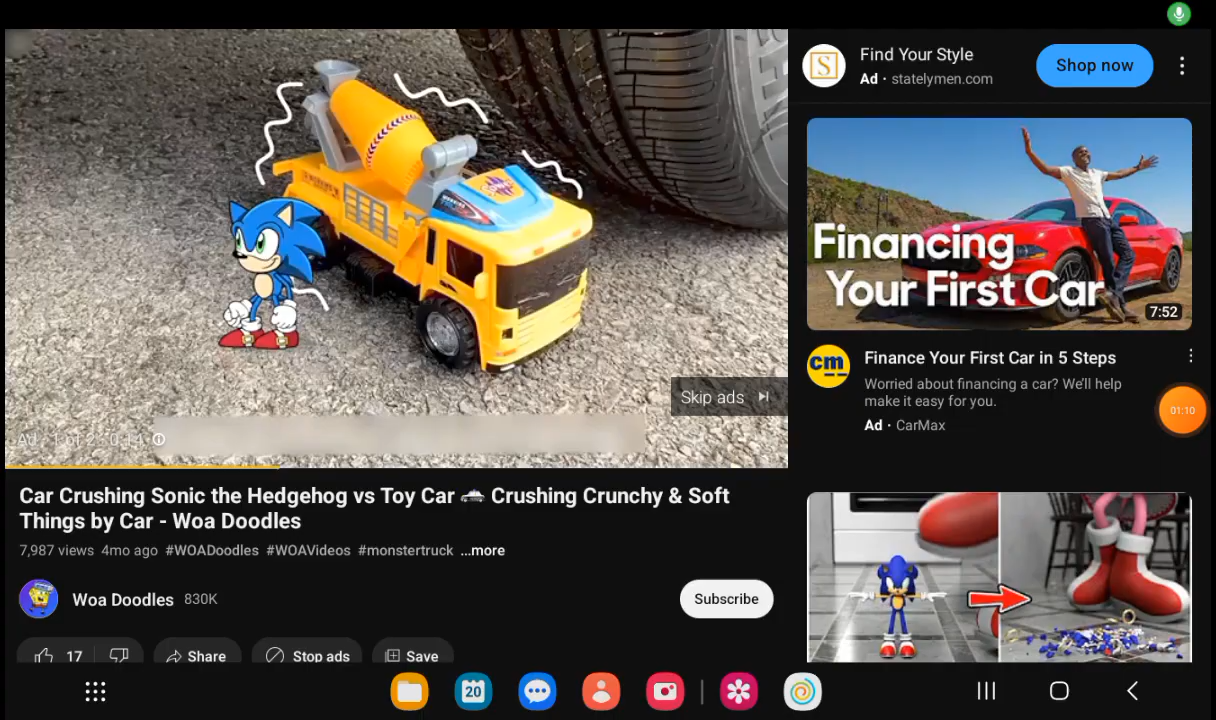 Find Your Style
Ad · statelymen.com
Shop now
S
Skip ads
Ad · 1 of 2 · 0:14
Financing
Your First Car
7:52
cm
Finance Your First Car in 5 Steps
Worried about financing a car? We'll help
make it easy for you.
Ad · CarMax
01:10
Car Crushing Sonic the Hedgehog vs Toy Car 🚓 Crushing Crunchy & Soft
Things by Car - Woa Doodles
7,987 views 4mo ago #WOADoodles #WOAVideos #monstertruck ...more
Woa Doodles 830K
Subscribe
17
Share
Stop ads
Save
20